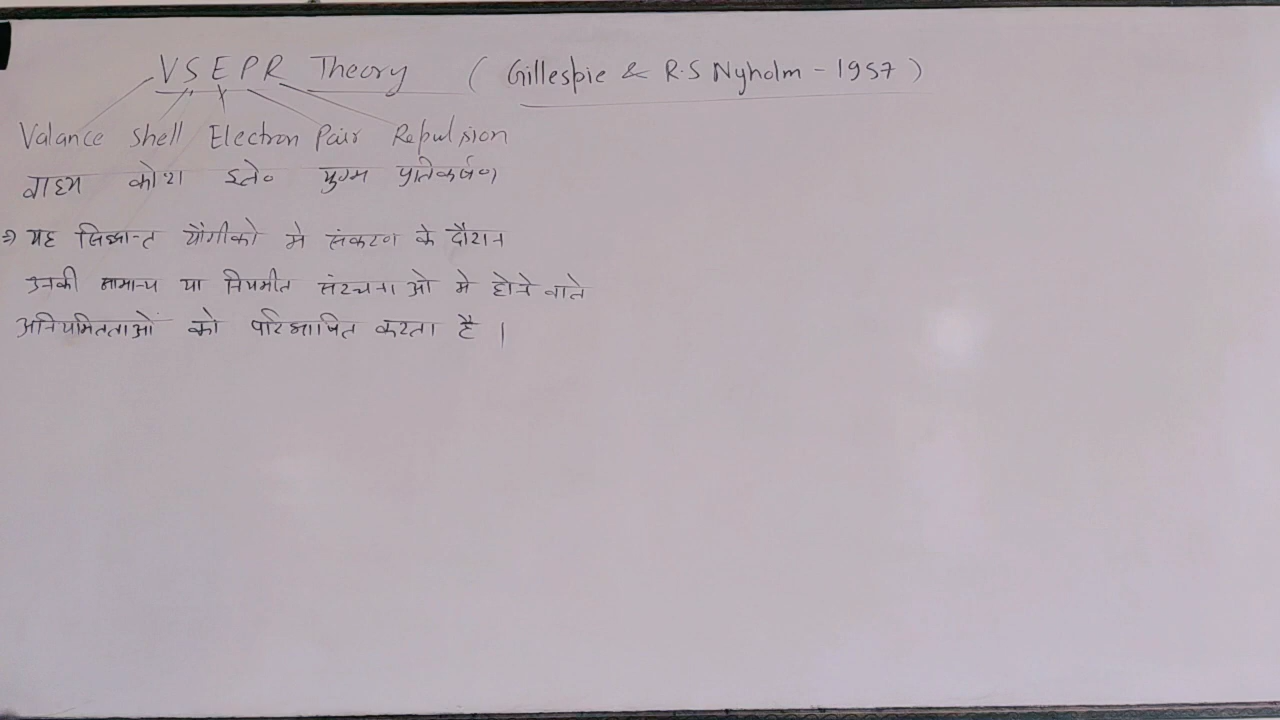 VSEPR Theory ( Gillespie & R.S Nyholm - 1957 )
Valance Shell Electron Pair Repulsion
वाह्य कोश इले० युग्म प्रतिकर्षण
⇒ यह सिद्धान्त यौगीको मे संकरण के दौरान
उनकी सामान्य या नियमीत संरचनाओ मे होने वाले
अनियमितताओं को परिभाषित करता है ।